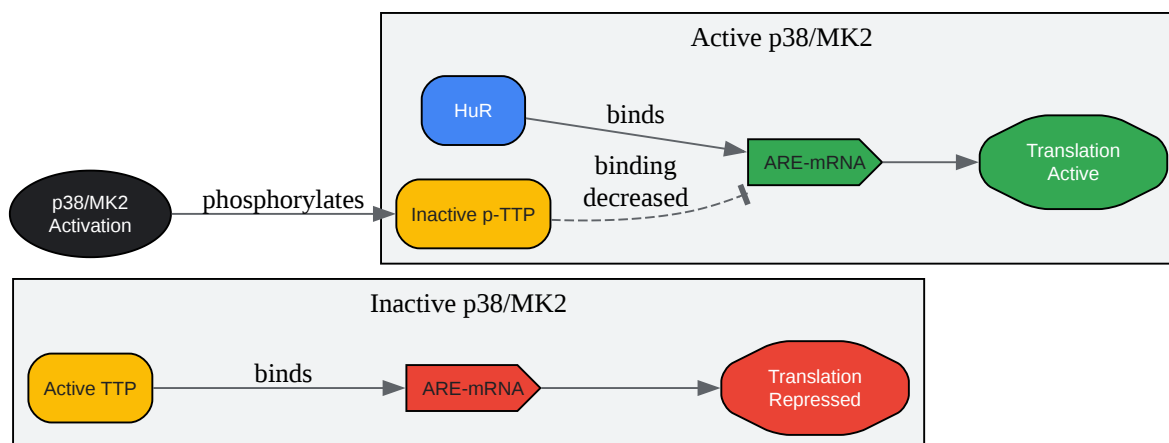 Active p38/MK2
HuR
binds
binding
decreased
ARE-mRNA
Translation
Active
p38/MK2
Activation
phosphorylates
Inactive p-TTP
Inactive p38/MK2
Active TTP
binds
ARE-mRNA
Translation
Repressed